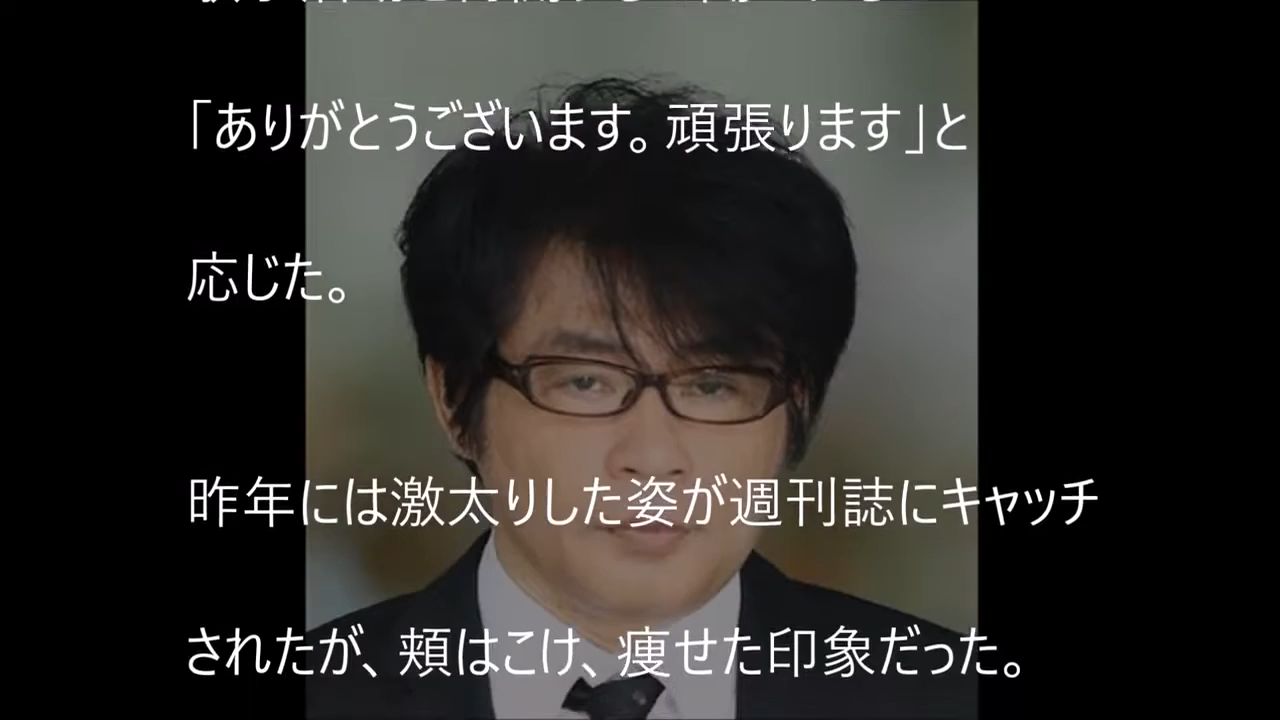 「ありがとうございます。頑張ります」と
応じた。
昨年には激太りした姿が週刊誌にキャッチ
されたが、頬はこけ、痩せた印象だった。